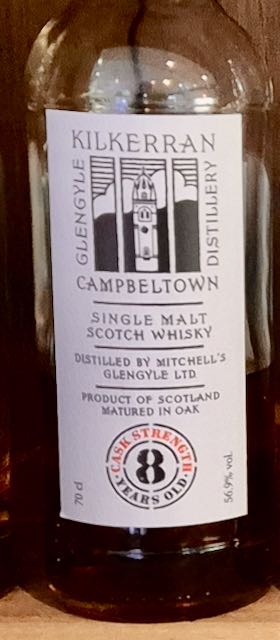 KILKERRAN
GLENGYLE
DISTILLERY
CAMPBELTOWN
SINGLE MALT
SCOTCH WHISKY
DISTILLED BY MITCHELL'S
GLENGYLE LTD
PRODUCT OF SCOTLAND
MATURED IN OAK
CASK STRENGTH
8
YEARS OLD
70 cl
56.9% vol.